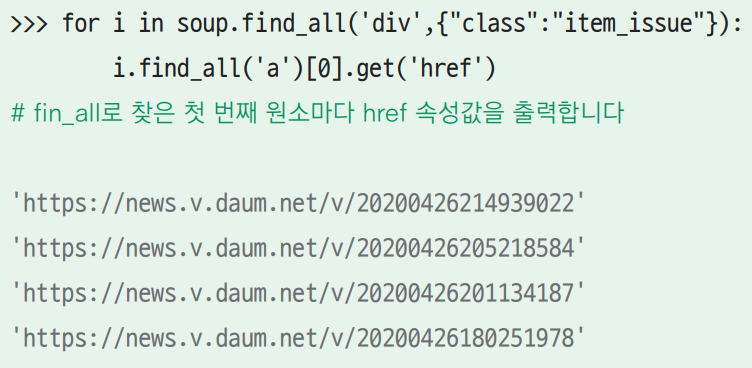 >>> for i in soup.find_all('div',{"class":"item_issue"}):
        i.find_all('a')[0].get('href')
# fin_all로 찾은 첫 번째 원소마다 href 속성값을 출력합니다
'https://news.v.daum.net/v/20200426214939022'
'https://news.v.daum.net/v/20200426205218584'
'https://news.v.daum.net/v/20200426201134187'
'https://news.v.daum.net/v/20200426180251978'